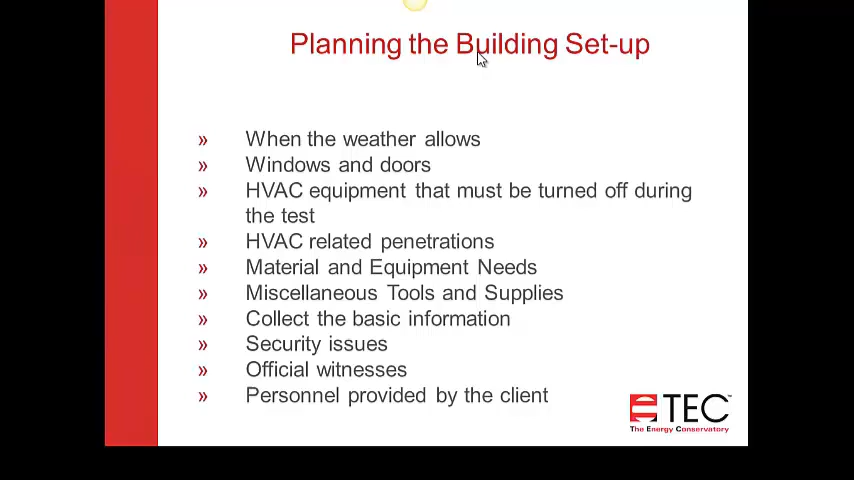 Planning the Building Set-up
» When the weather allows
» Windows and doors
» HVAC equipment that must be turned off during
the test
» HVAC related penetrations
» Material and Equipment Needs
» Miscellaneous Tools and Supplies
» Collect the basic information
» Security issues
» Official witnesses
» Personnel provided by the client
TEC™
The Energy Conservatory